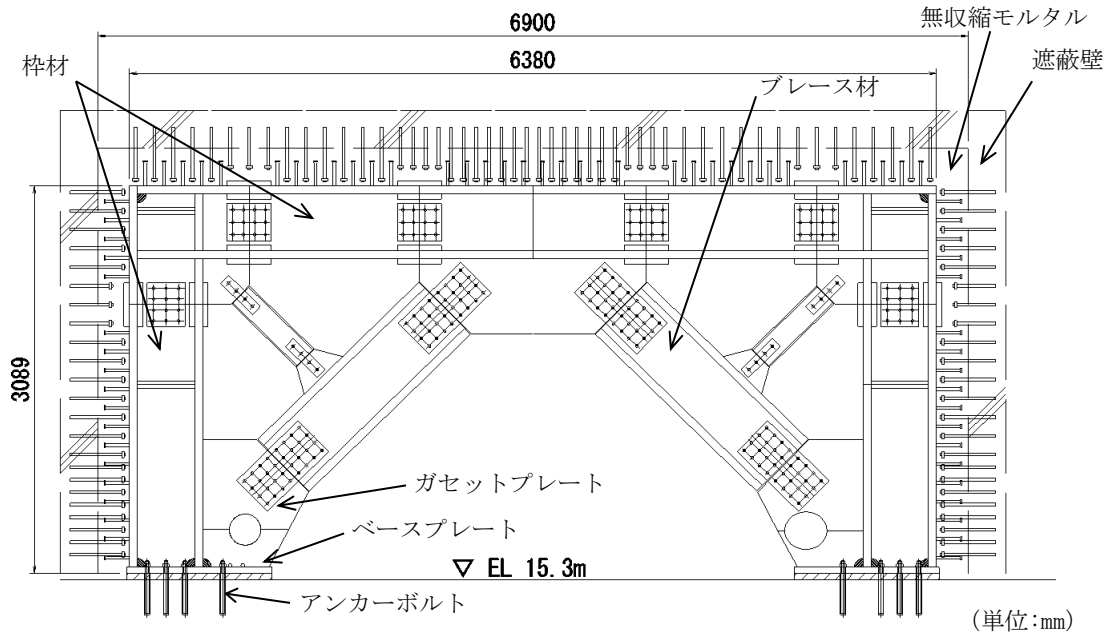 無収縮モルタル
6900
遮蔽壁
枠材
6380
ブレース材
3089
ガセットプレート
ベースプレート
▽ EL 15.3m
アンカーボルト
(単位:mm)